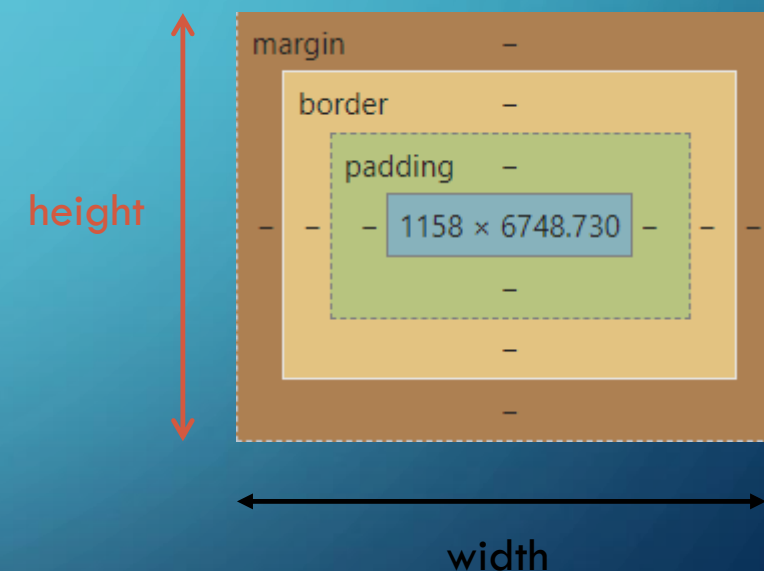 margin –
border –
padding –
height
– – – 1158 × 6748.730 – – –
–
–
–
width